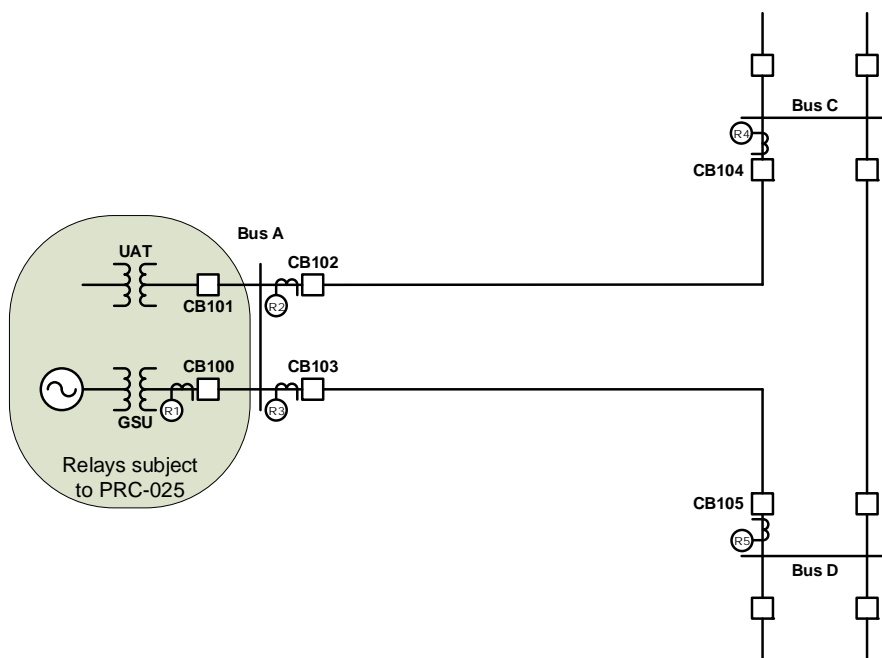 Bus C
R4
CB104
Bus A
UAT
CB102
CB101
R2
CB100
CB103
R1
R3
GSU
Relays subject
to PRC-025
CB105
R5
Bus D